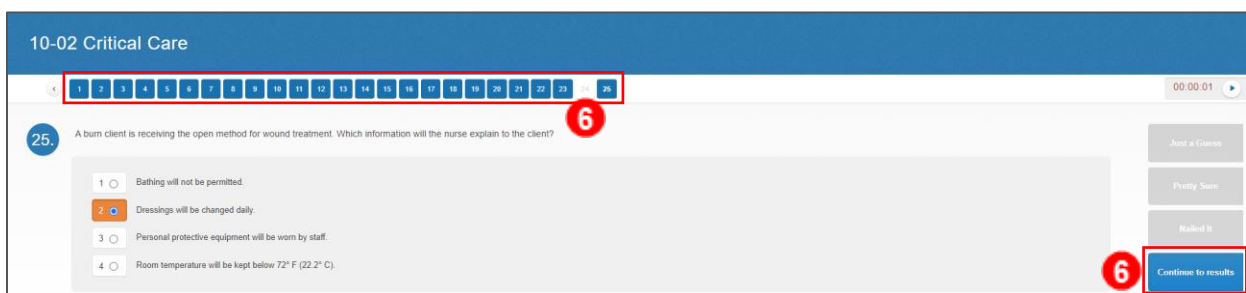 10-02 Critical Care
1 2 3 4 5 6 7 8 9 10 11 12 13 14 15 16 17 18 19 20 21 22 23 24 25
00:00:01
6
25.
A burn client is receiving the open method for wound treatment. Which information will the nurse explain to the client?
Just a Guess
1 Bathing will not be permitted.
Pretty Sure
2 Dressings will be changed daily.
Nailed It
3 Personal protective equipment will be worn by staff.
4 Room temperature will be kept below 72° F (22.2° C).
6
Continue to results